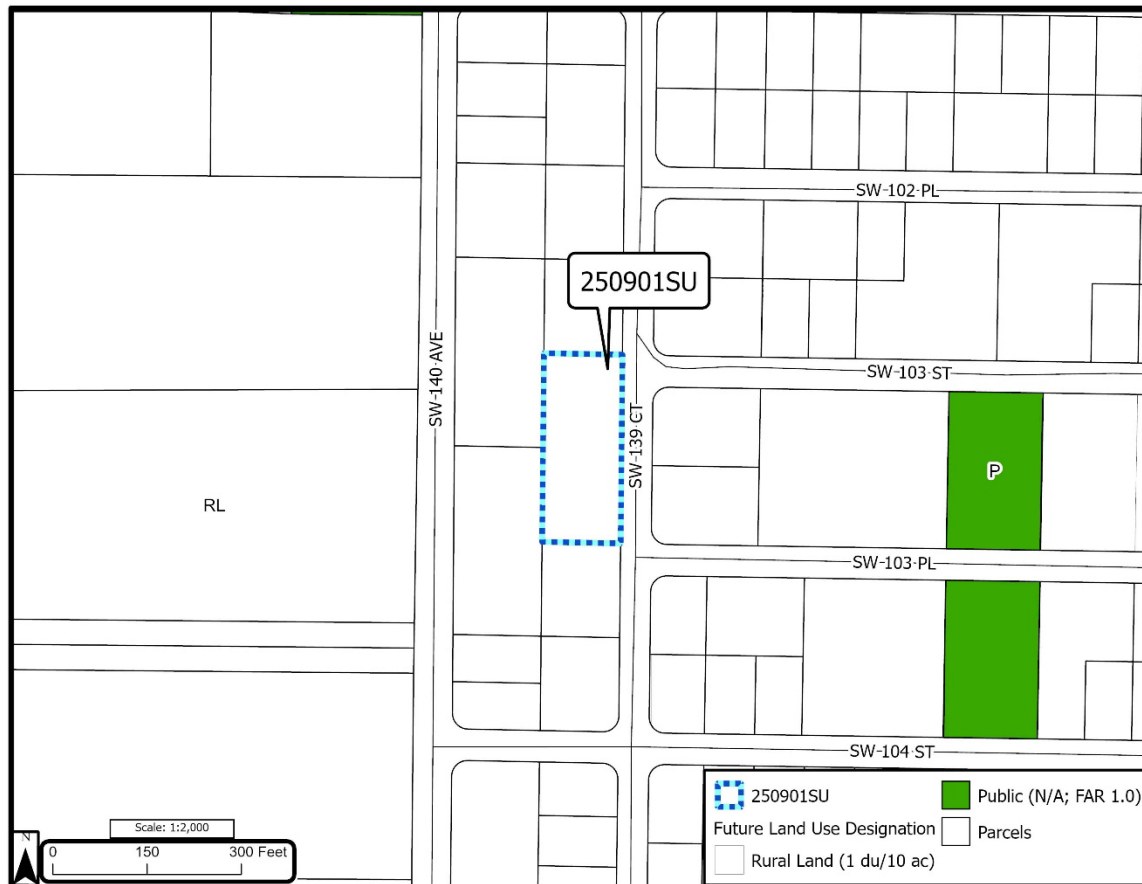 SW 102 PL
250901SU
SW 140 AVE
SW 103 ST
SW 139 CT
P
RL
SW 103 PL
SW 104 ST
250901SU
Public (N/A; FAR 1.0)
Future Land Use Designation
Parcels
Rural Land (1 du/10 ac)
Scale: 1:2,000
N
0 150 300 Feet